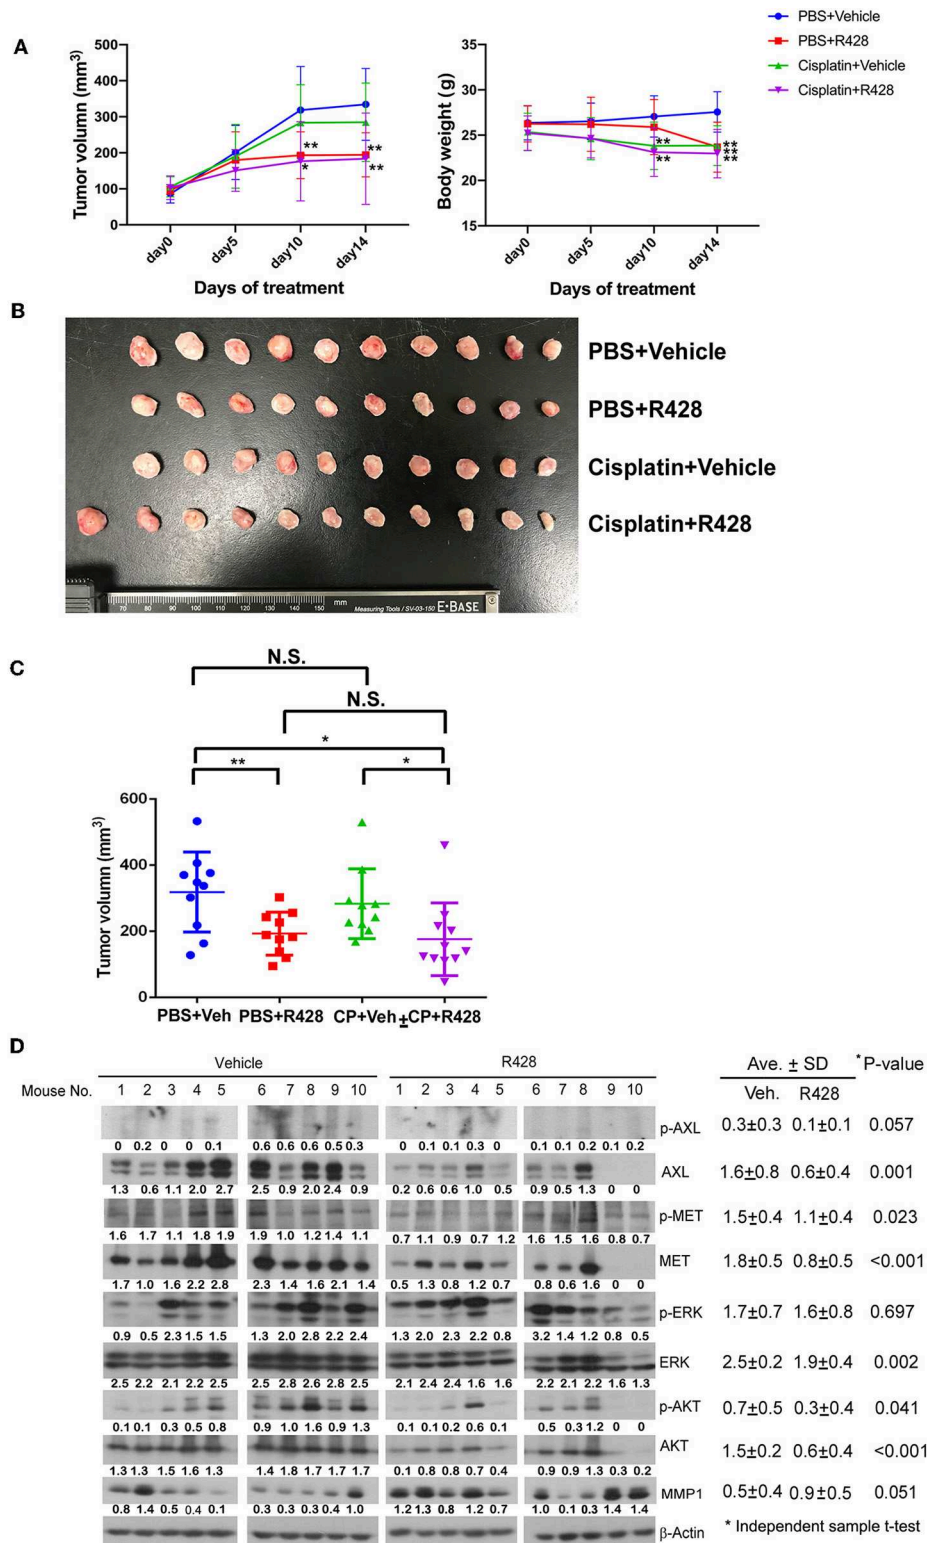 PBS+Vehicle
PBS+R428
Cisplatin+Vehicle
Cisplatin+R428
A
Tumor volumn (mm3)
500
400
300
200
100
0
**
*
**
**
day0
day5
day10
day14
Days of treatment
Body weight (g)
35
30
25
20
15
**
**
**
**
**
day0
day5
day10
day14
Days of treatment
B
PBS+Vehicle
PBS+R428
Cisplatin+Vehicle
Cisplatin+R428
70 80 90 100 110 120 130 140 150 mm Measuring Tools / SV-03-150 E·BASE
C
N.S.
N.S.
*
** *
Tumor volumn (mm3)
600
400
200
0
PBS+Veh PBS+R428 CP+Veh ± CP+R428
D
Vehicle R428 Ave. ± SD *P-value
Mouse No. 1 2 3 4 5 6 7 8 9 10 1 2 3 4 5 6 7 8 9 10 Veh. R428
p-AXL 0.3±0.3 0.1±0.1 0.057
0 0.2 0 0 0.1 0.6 0.6 0.6 0.5 0.3 0 0.1 0.1 0.3 0 0.1 0.1 0.2 0.1 0.2
AXL 1.6±0.8 0.6±0.4 0.001
1.3 0.6 1.1 2.0 2.7 2.5 0.9 2.0 2.4 0.9 0.2 0.6 0.6 1.0 0.5 0.9 0.5 1.3 0 0
p-MET 1.5±0.4 1.1±0.4 0.023
1.6 1.7 1.1 1.8 1.9 1.9 1.0 1.2 1.4 1.1 0.7 1.1 0.9 0.7 1.2 1.6 1.5 1.6 0.8 0.7
MET 1.8±0.5 0.8±0.5 <0.001
1.7 1.0 1.6 2.2 2.8 2.3 1.4 1.6 2.1 1.4 0.5 1.3 0.8 1.2 0.7 0.8 0.6 1.6 0 0
p-ERK 1.7±0.7 1.6±0.8 0.697
0.9 0.5 2.3 1.5 1.5 1.3 2.0 2.8 2.2 2.4 1.3 2.0 2.3 2.2 0.8 3.2 1.4 1.2 0.8 0.5
ERK 2.5±0.2 1.9±0.4 0.002
2.5 2.2 2.1 2.2 2.5 2.5 2.8 2.6 2.8 2.5 2.1 2.4 2.4 1.6 1.6 2.2 2.1 2.2 1.6 1.3
p-AKT 0.7±0.5 0.3±0.4 0.041
0.1 0.1 0.3 0.5 0.8 0.9 1.0 1.6 0.9 1.3 0.1 0.1 0.2 0.6 0.1 0.5 0.3 1.2 0 0
AKT 1.5±0.2 0.6±0.4 <0.001
1.3 1.3 1.5 1.6 1.3 1.4 1.8 1.7 1.7 1.7 0.1 0.8 0.8 0.7 0.4 0.9 0.9 1.3 0.3 0.2
MMP1 0.5±0.4 0.9±0.5 0.051
0.8 1.4 0.5 0.4 0.1 0.3 0.3 0.3 0.4 1.0 1.2 1.3 0.8 1.2 0.7 1.0 0.1 0.3 1.4 1.4
β-Actin * Independent sample t-test